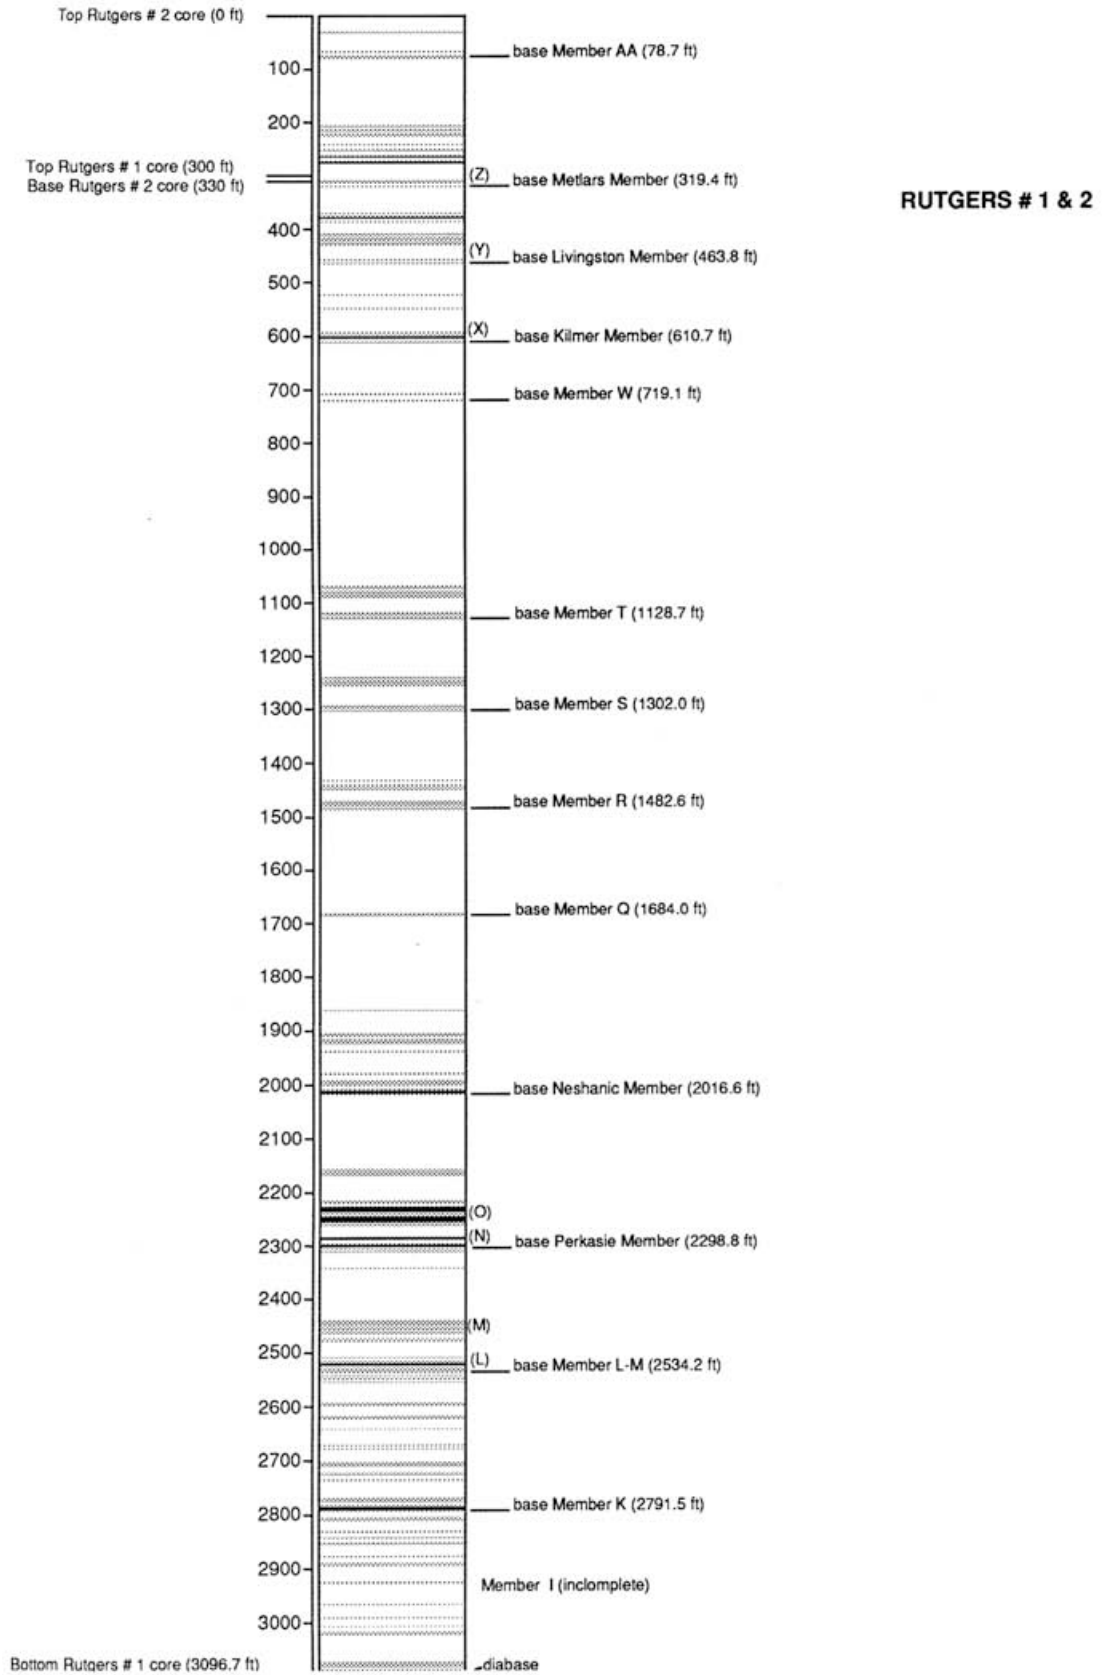 Top Rutgers # 2 core (0 ft)
base Member AA (78.7 ft)
100
200
Top Rutgers # 1 core (300 ft)
Base Rutgers # 2 core (330 ft)
(Z)
base Metlars Member (319.4 ft)
RUTGERS # 1 & 2
400
(Y)
base Livingston Member (463.8 ft)
500
600
(X)
base Kilmer Member (610.7 ft)
700
base Member W (719.1 ft)
800
900
1000
1100
base Member T (1128.7 ft)
1200
1300
base Member S (1302.0 ft)
1400
1500
base Member R (1482.6 ft)
1600
1700
base Member Q (1684.0 ft)
1800
1900
2000
base Neshanic Member (2016.6 ft)
2100
2200
(O)
(N)
2300
base Perkasie Member (2298.8 ft)
2400
(M)
2500
(L)
base Member L-M (2534.2 ft)
2600
2700
2800
base Member K (2791.5 ft)
2900
Member I (inclomplete)
3000
Bottom Rutgers # 1 core (3096.7 ft)
diabase